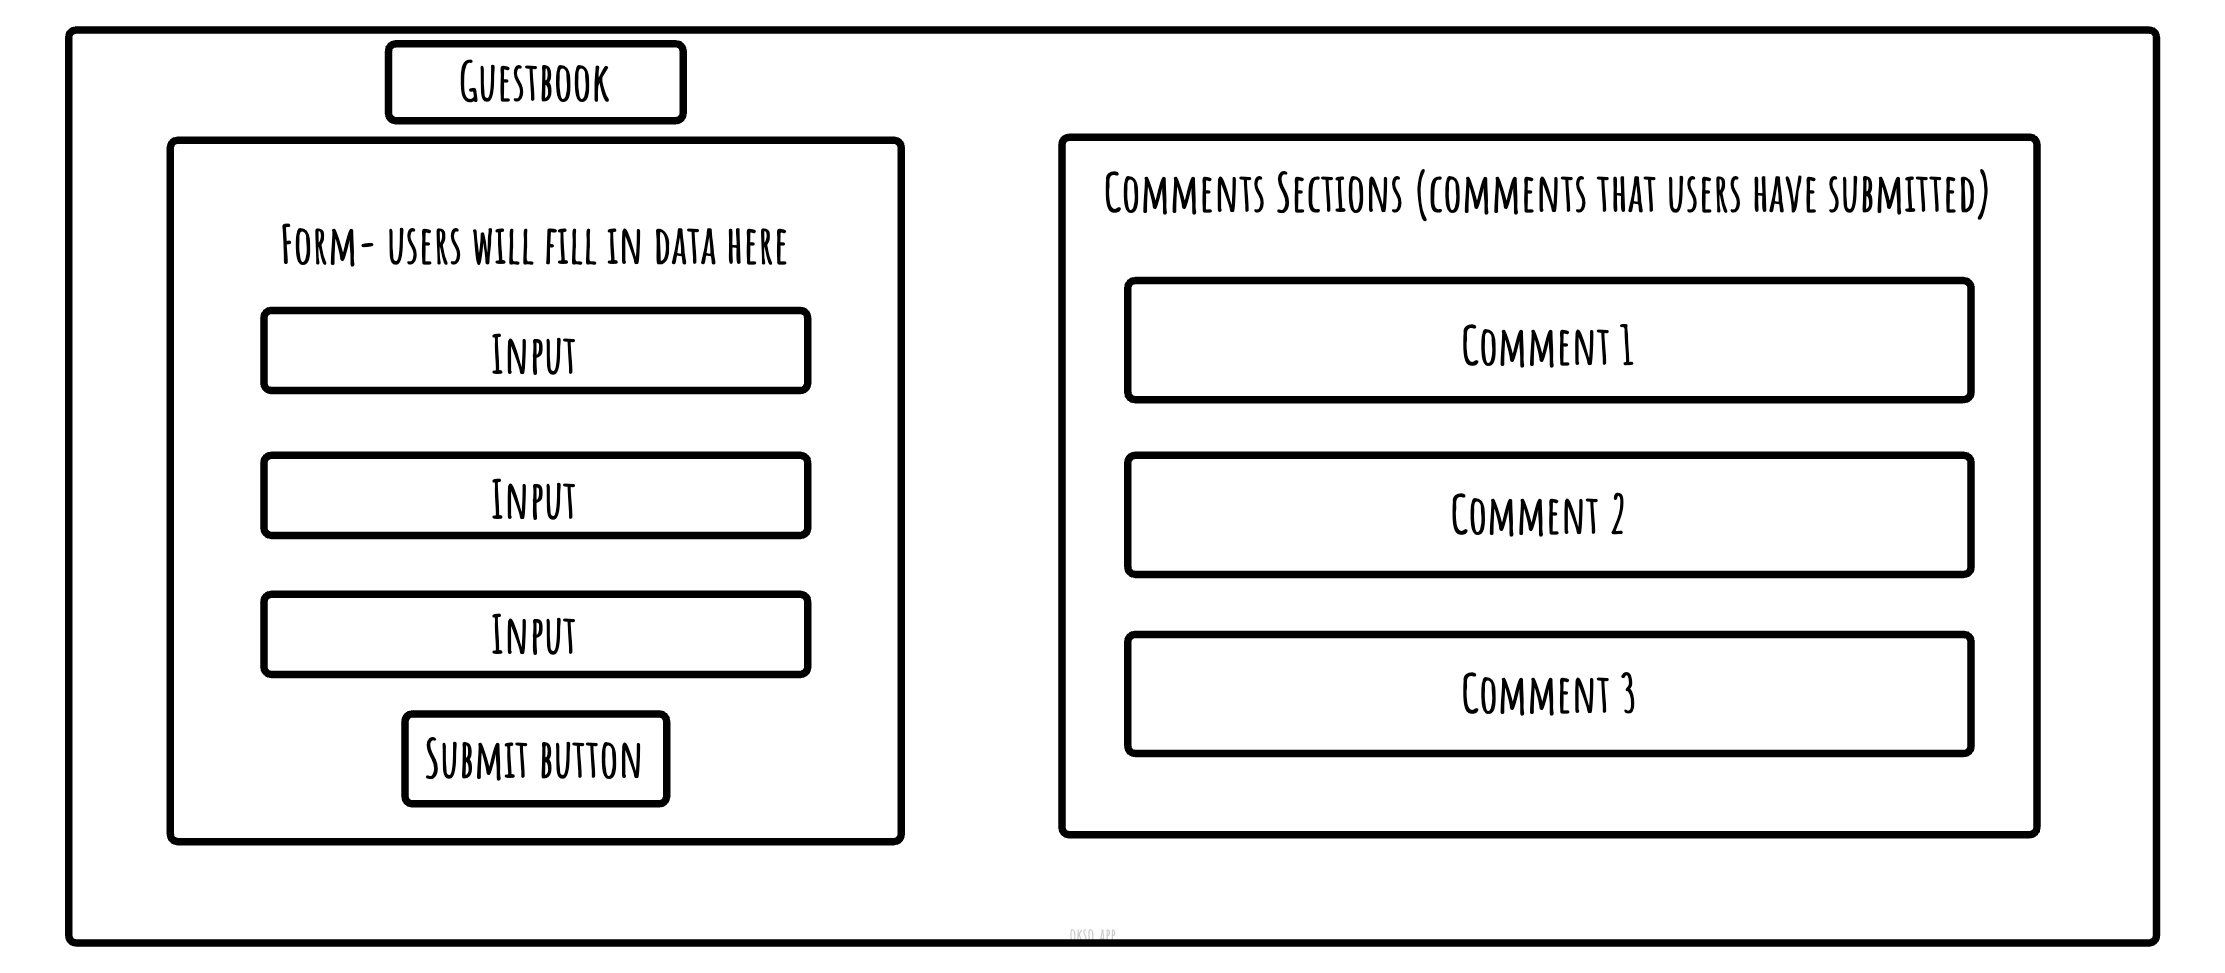 Guestbook
Form- users will fill in data here
Input
Input
Input
Submit button
Comments Sections (comments that users have submitted)
Comment 1
Comment 2
Comment 3
okso.app